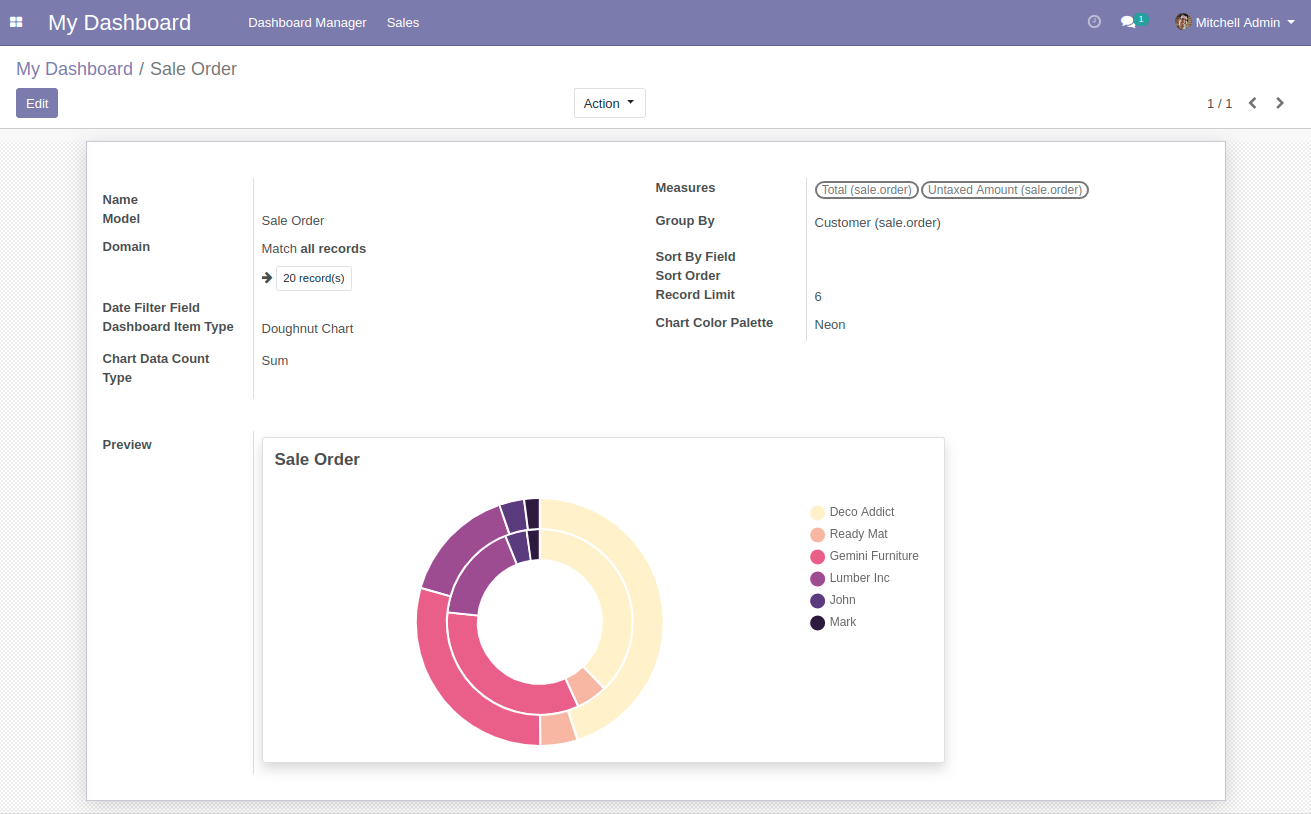 My Dashboard
Dashboard Manager
Sales
1
Mitchell Admin
My Dashboard / Sale Order
Edit
Action
1 / 1
Name
Model
Sale Order
Domain
Match all records
20 record(s)
Date Filter Field
Dashboard Item Type
Doughnut Chart
Chart Data Count
Type
Sum
Measures
Total (sale.order)
Untaxed Amount (sale.order)
Group By
Customer (sale.order)
Sort By Field
Sort Order
Record Limit
6
Chart Color Palette
Neon
Preview
Sale Order
Deco Addict
Ready Mat
Gemini Furniture
Lumber Inc
John
Mark